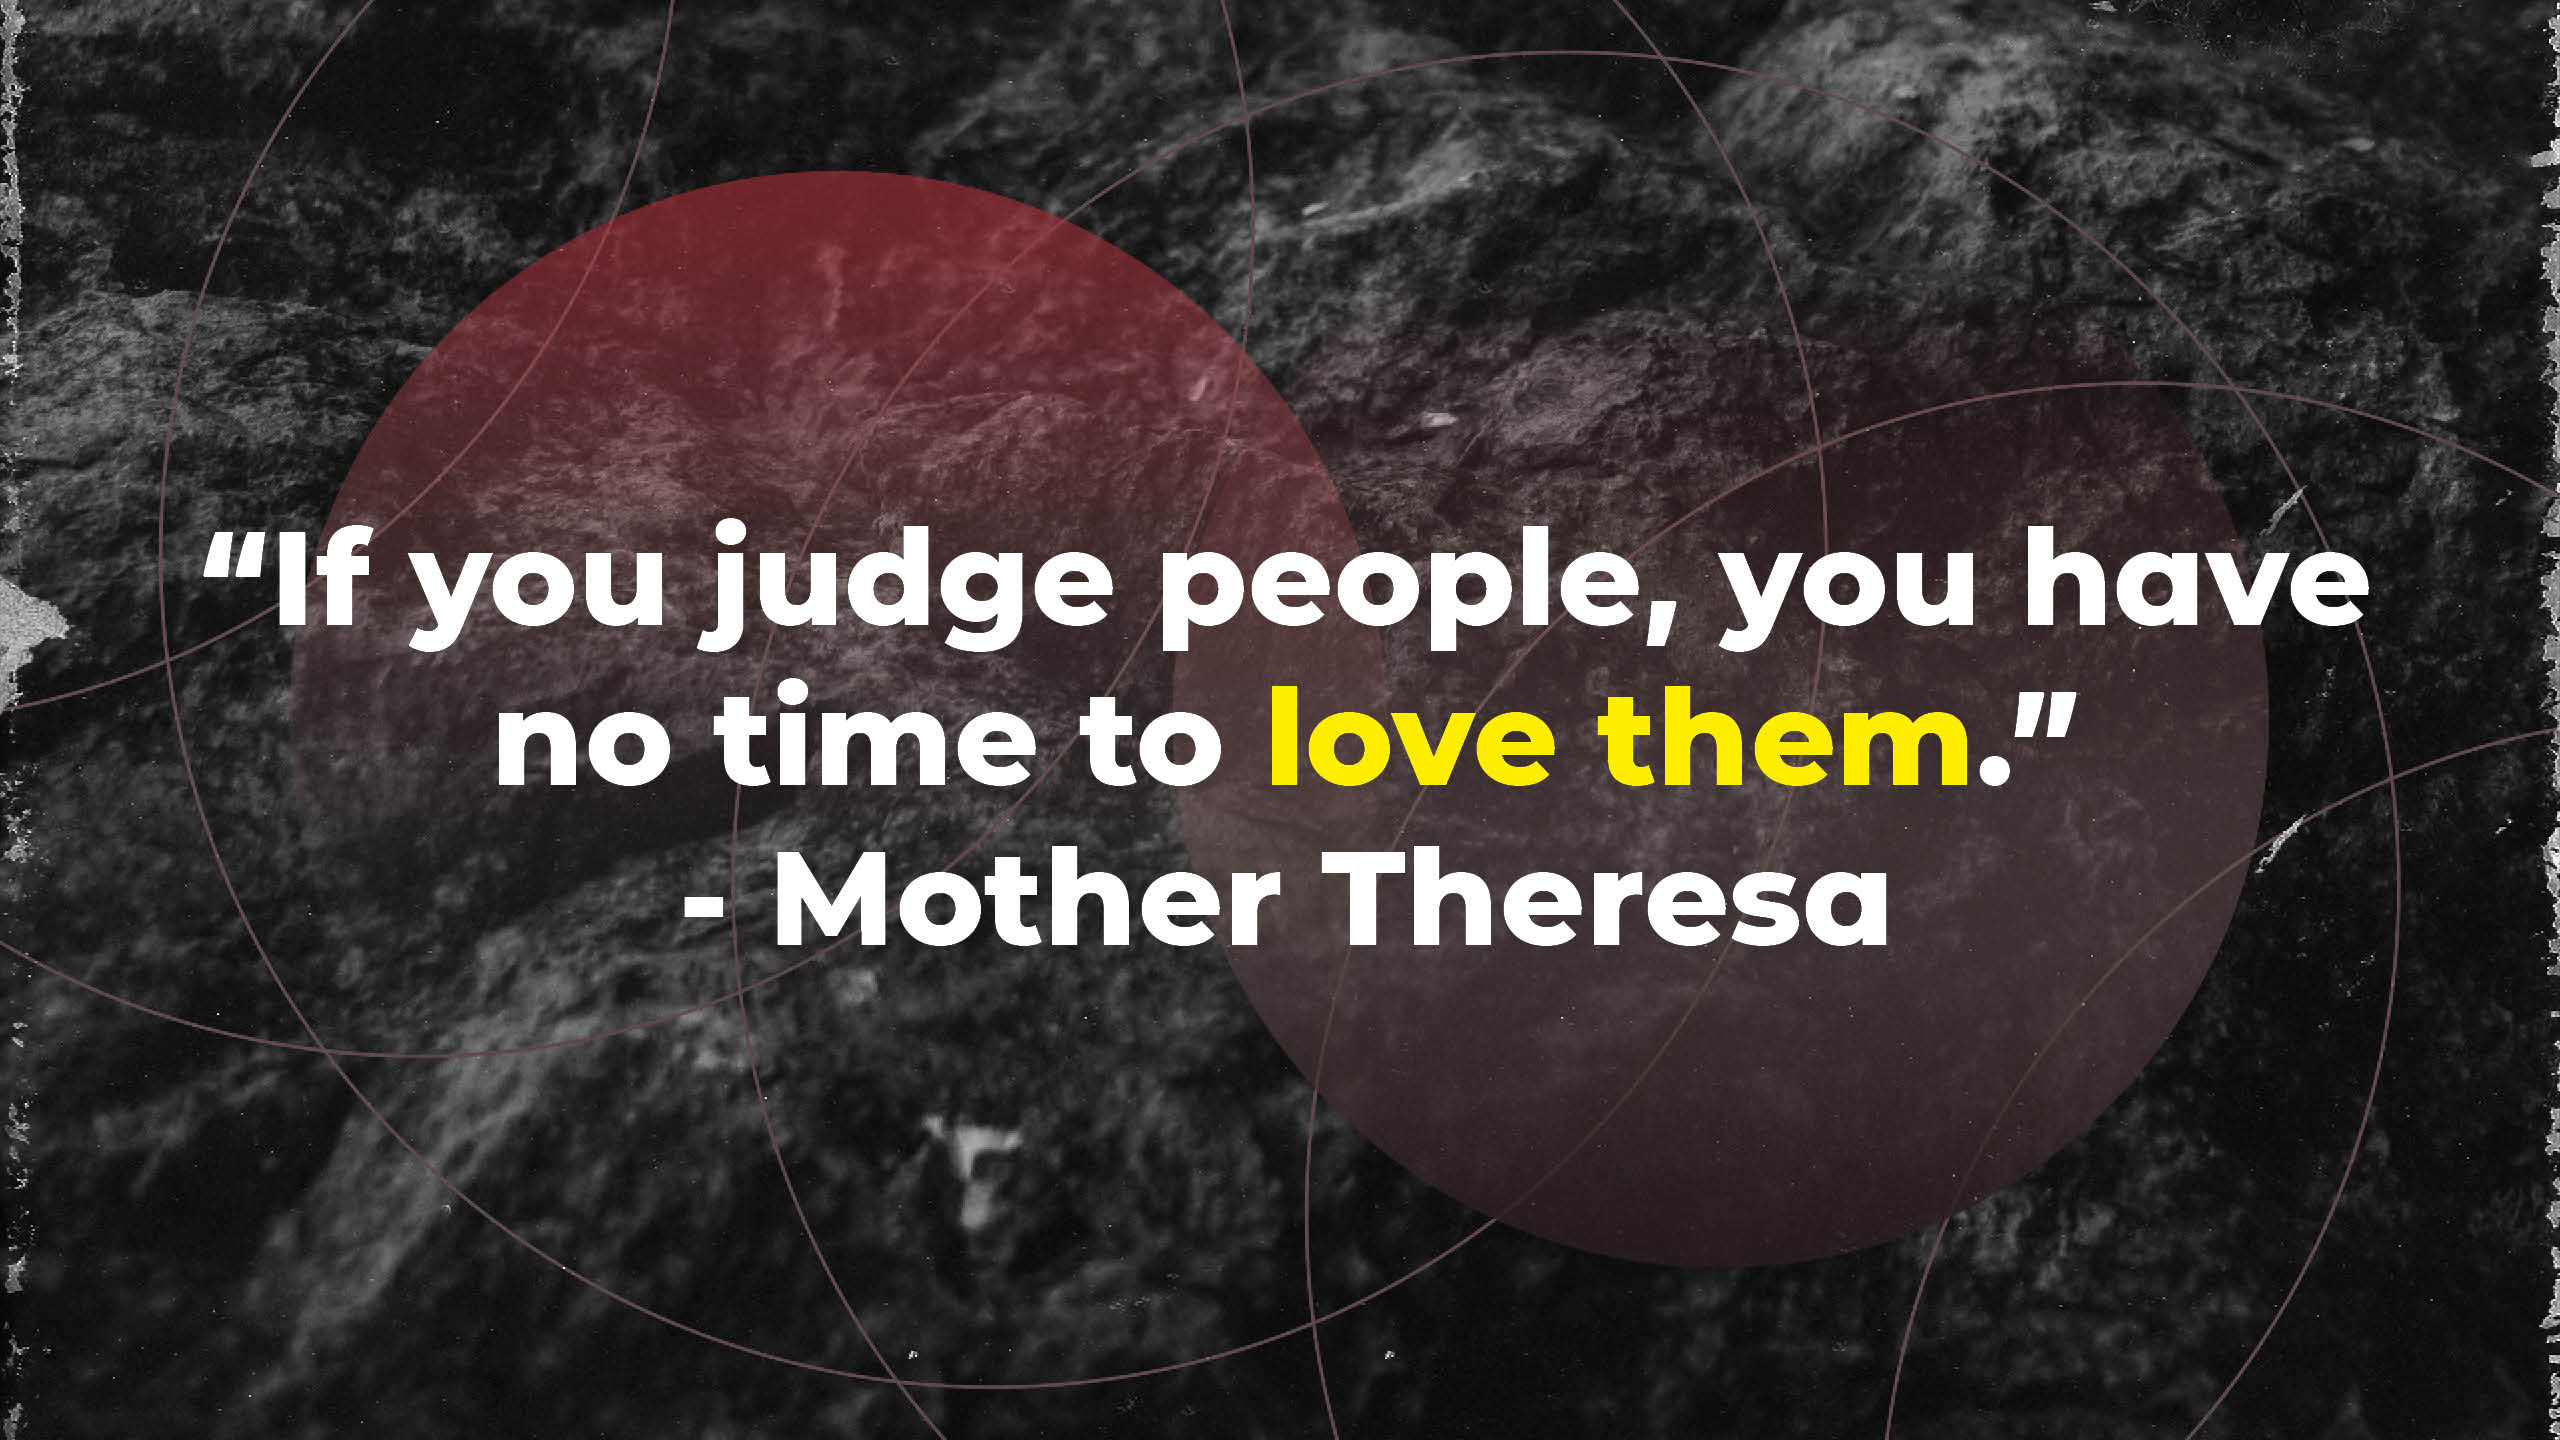 “If you judge people, you have
no time to love them.”
- Mother Theresa